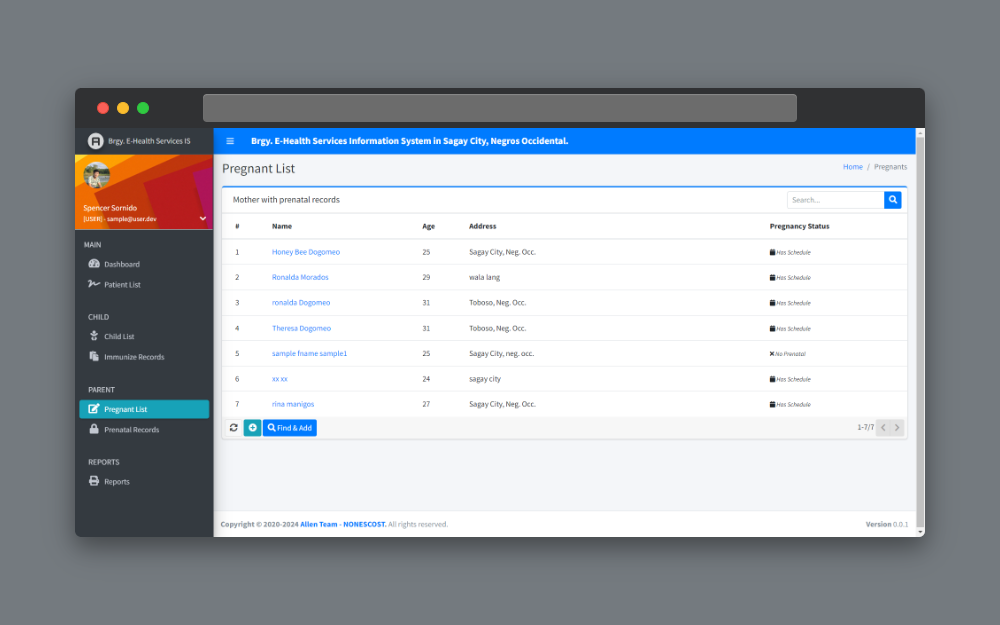 Brgy. E-Health Services IS
Brgy. E-Health Services Information System in Sagay City, Negros Occidental.
Spencer Sornido
[USER] - sample@user.dev
MAIN
Dashboard
Patient List
CHILD
Child List
Immunize Records
PARENT
Pregnant List
Prenatal Records
REPORTS
Reports
Pregnant List
Home / Pregnants
Mother with prenatal records
Search...
# Name Age Address Pregnancy Status
1 Honey Bee Dogomeo 25 Sagay City, Neg. Occ. Has Schedule
2 Ronalda Morados 29 wala lang Has Schedule
3 ronalda Dogomeo 31 Toboso, Neg. Occ. Has Schedule
4 Theresa Dogomeo 31 Toboso, Neg. Occ. Has Schedule
5 sample fname sample1 25 Sagay City, neg. occ. No Prenatal
6 xx xx 24 sagay city Has Schedule
7 rina manigos 27 Sagay City, Neg. Occ. Has Schedule
Find & Add
1-7/7
Copyright © 2020-2024 Allen Team - NONESCOST. All rights reserved.
Version 0.0.1